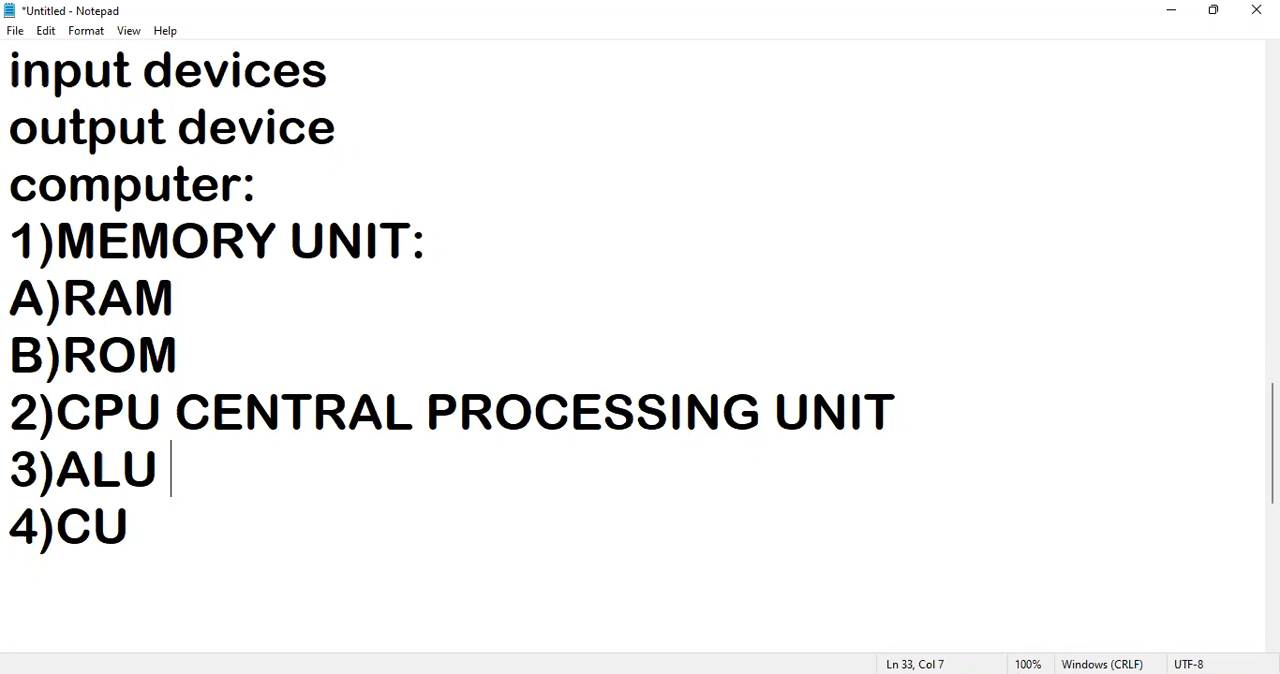 *Untitled - Notepad
File Edit Format View Help
input devices
output device
computer:
1)MEMORY UNIT:
A)RAM
B)ROM
2)CPU CENTRAL PROCESSING UNIT
3)ALU
4)CU
Ln 33, Col 7 100% Windows (CRLF) UTF-8